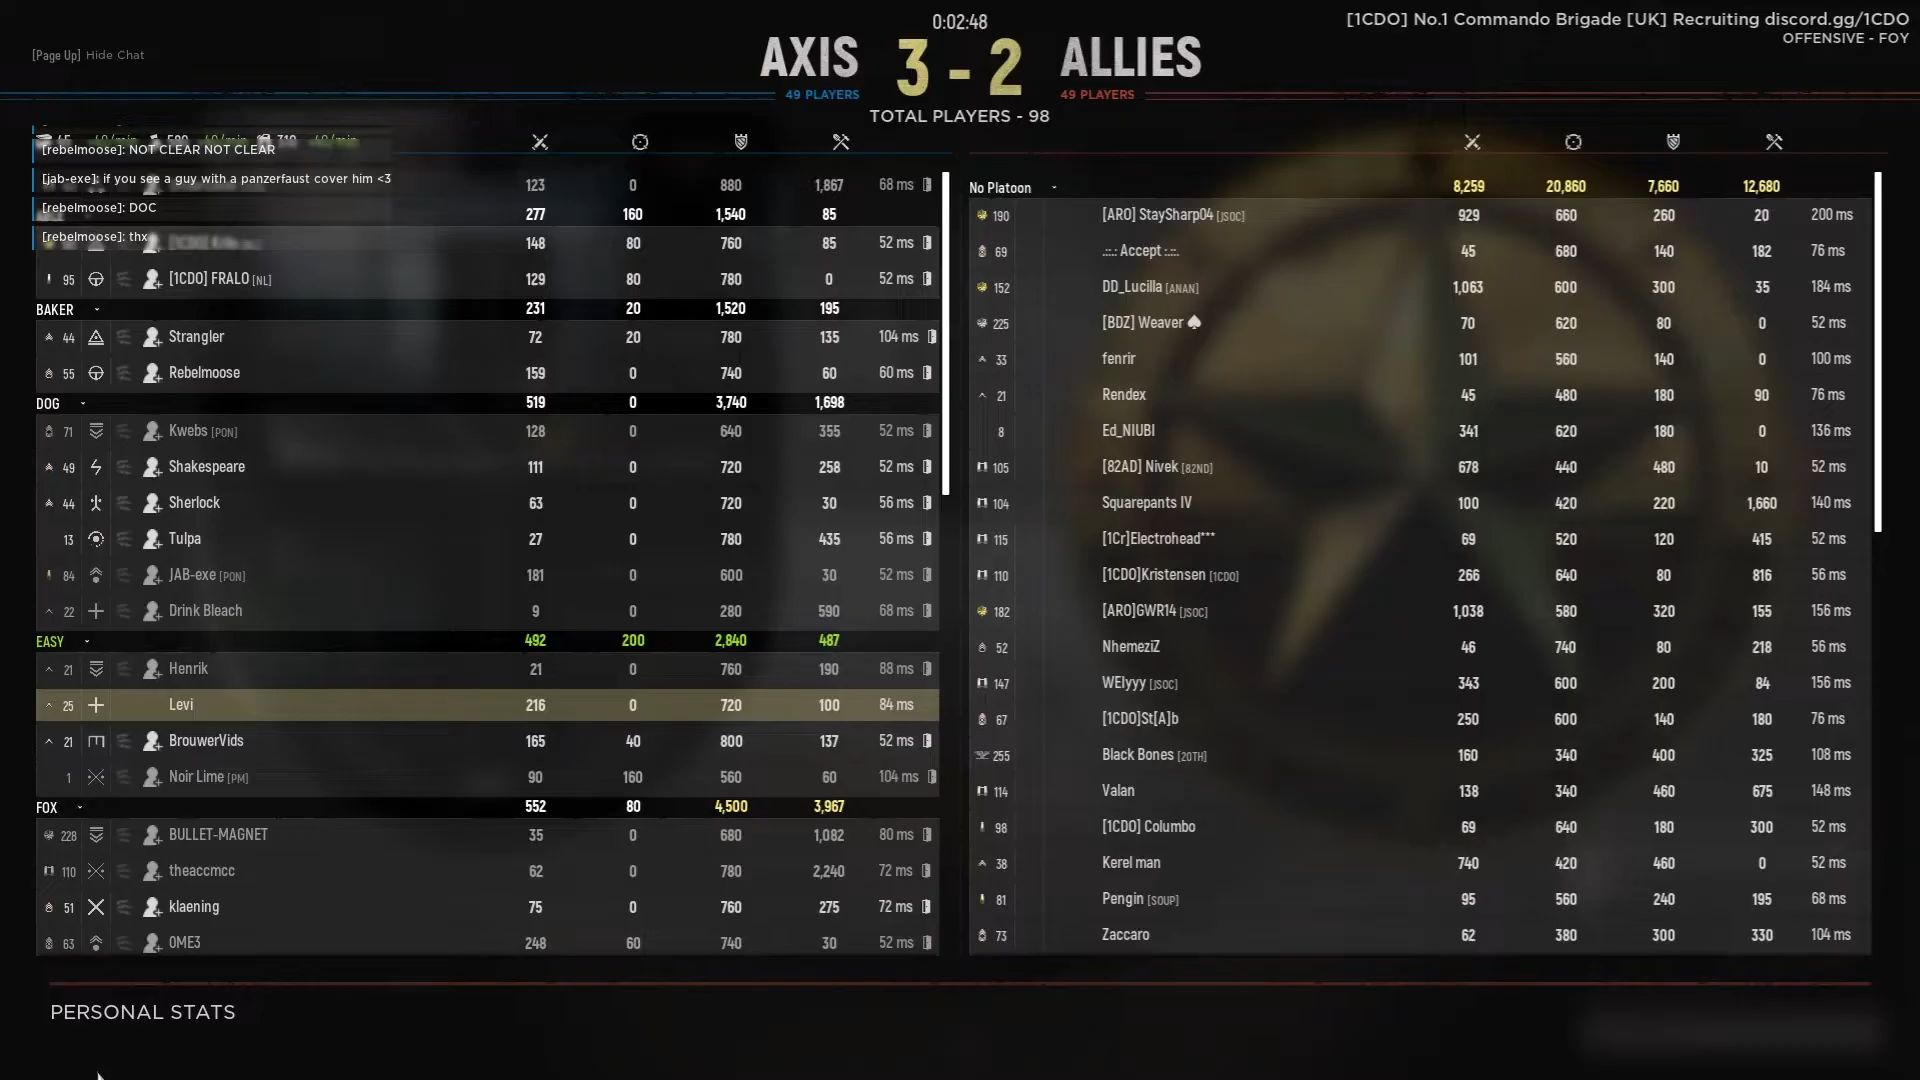 0:02:48
[1CDO] No.1 Commando Brigade [UK] Recruiting discord.gg/1CDO
OFFENSIVE - FOY
[Page Up] Hide Chat
AXIS 3 - 2 ALLIES
49 PLAYERS 49 PLAYERS
TOTAL PLAYERS - 98
[rebelmoose]: NOT CLEAR NOT CLEAR
[jab-exe]: if you see a guy with a panzerfaust cover him <3
[rebelmoose]: DOC
[rebelmoose]: thx
123 0 880 1,867 68 ms
277 160 1,540 85
148 80 760 85 52 ms
95 [1CDO] FRALO [NL] 129 80 780 0 52 ms
BAKER 231 20 1,520 195
44 Strangler 72 20 780 135 104 ms
55 Rebelmoose 159 0 740 60 60 ms
DOG 519 0 3,740 1,698
71 Kwebs [PON] 128 0 640 355 52 ms
49 Shakespeare 111 0 720 258 52 ms
44 Sherlock 63 0 720 30 56 ms
13 Tulpa 27 0 780 435 56 ms
84 JAB-exe [PON] 181 0 600 30 52 ms
22 Drink Bleach 9 0 280 590 68 ms
EASY 492 200 2,840 487
21 Henrik 21 0 760 190 88 ms
25 Levi 216 0 720 100 84 ms
21 BrouwerVids 165 40 800 137 52 ms
1 Noir Lime [PM] 90 160 560 60 104 ms
FOX 552 80 4,500 3,967
228 BULLET-MAGNET 35 0 680 1,082 80 ms
110 theaccmcc 62 0 780 2,240 72 ms
51 klaening 75 0 760 275 72 ms
63 OME3 248 60 740 30 52 ms
No Platoon 8,259 20,860 7,660 12,680
190 [ARO] StaySharp04 [JSOC] 929 660 260 20 200 ms
69 .:::. Accept :.:::. 45 680 140 182 76 ms
152 DD_Lucilla [ANAN] 1,063 600 300 35 184 ms
225 [BDZ] Weaver ♠ 70 620 80 0 52 ms
33 fenrir 101 560 140 0 100 ms
21 Rendex 45 480 180 90 76 ms
8 Ed_NIUBI 341 620 180 0 136 ms
105 [82AD] Nivek [82ND] 678 440 480 10 52 ms
104 Squarepants IV 100 420 220 1,660 140 ms
115 [1Cr]Electrohead*** 69 520 120 415 52 ms
110 [1CDO]Kristensen [1CDO] 266 640 80 816 56 ms
182 [ARO]GWR14 [JSOC] 1,038 580 320 155 156 ms
52 NhemeziZ 46 740 80 218 56 ms
147 WEIyyy [JSOC] 343 600 200 84 156 ms
67 [1CDO]St[A]b 250 600 140 180 76 ms
255 Black Bones [20TH] 160 340 400 325 108 ms
114 Valan 138 340 460 675 148 ms
98 [1CDO] Columbo 69 640 180 300 52 ms
38 Kerel man 740 420 460 0 52 ms
81 Pengin [SOUP] 95 560 240 195 68 ms
73 Zaccaro 62 380 300 330 104 ms
PERSONAL STATS